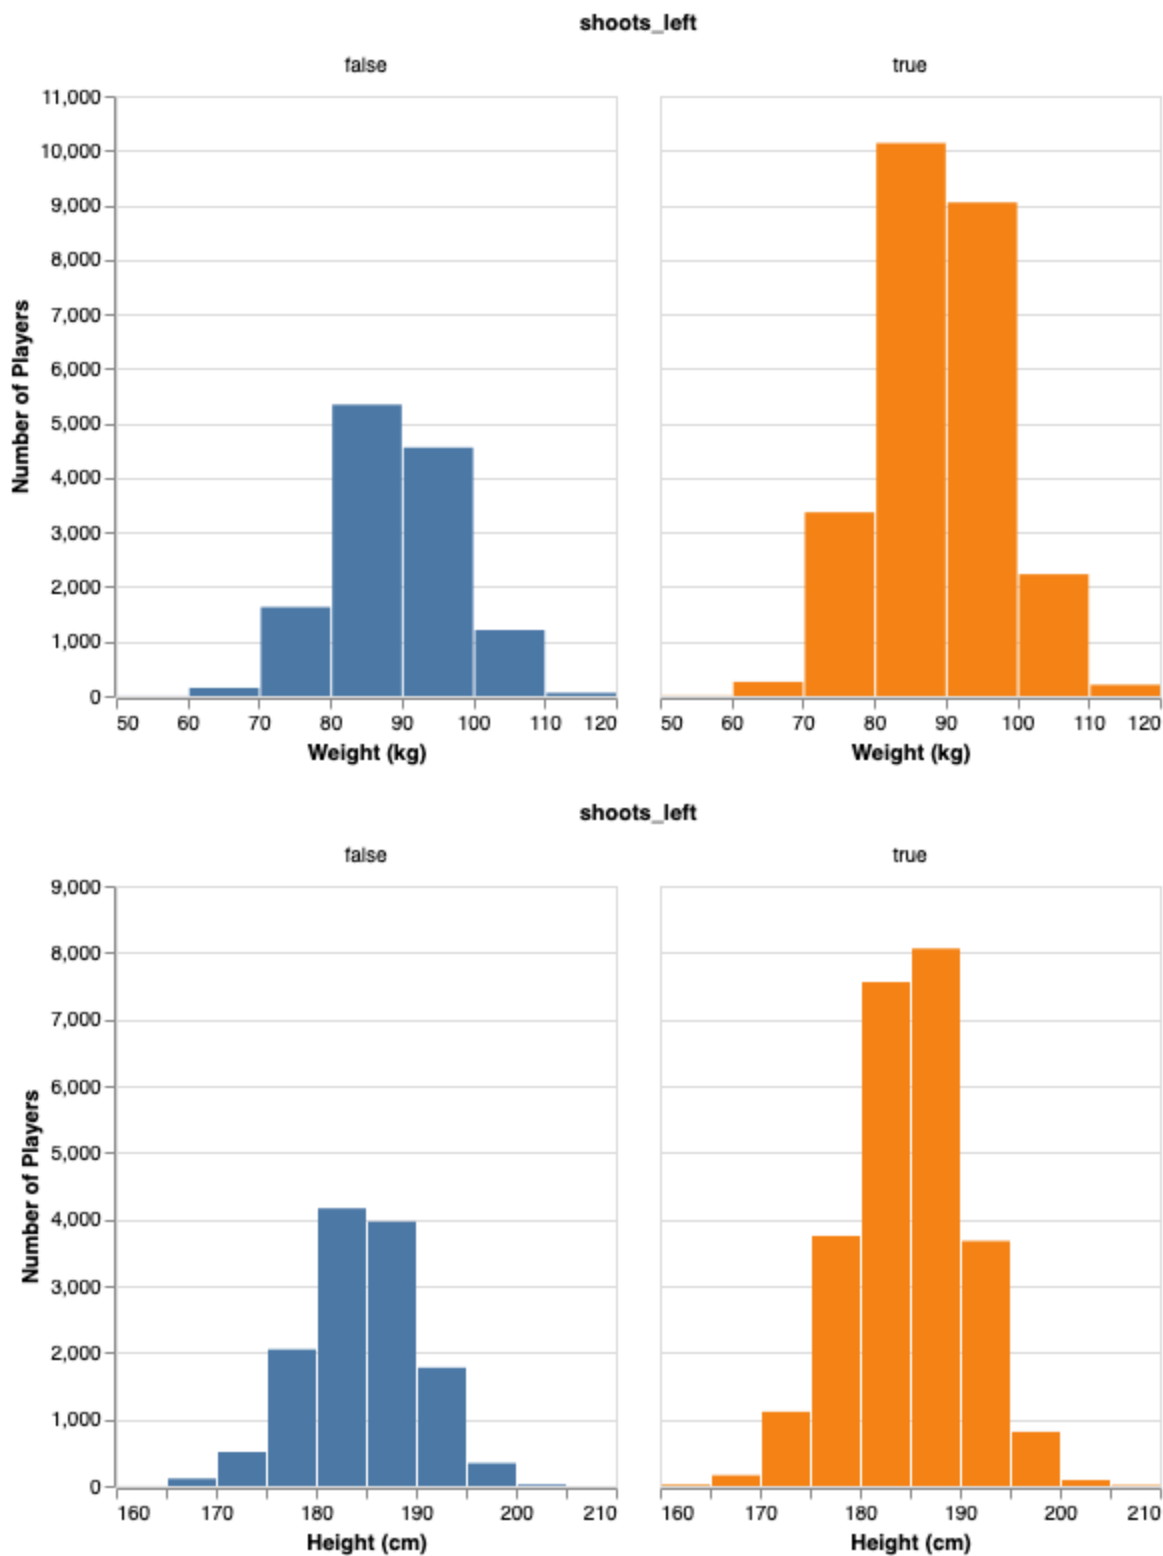 shoots_left
false true
11,000
10,000
9,000
8,000
7,000
6,000
5,000
4,000
3,000
2,000
1,000
0
Number of Players
50 60 70 80 90 100 110 120 50 60 70 80 90 100 110 120
Weight (kg) Weight (kg)
shoots_left
false true
9,000
8,000
7,000
6,000
5,000
4,000
3,000
2,000
1,000
0
Number of Players
160 170 180 190 200 210 160 170 180 190 200 210
Height (cm) Height (cm)